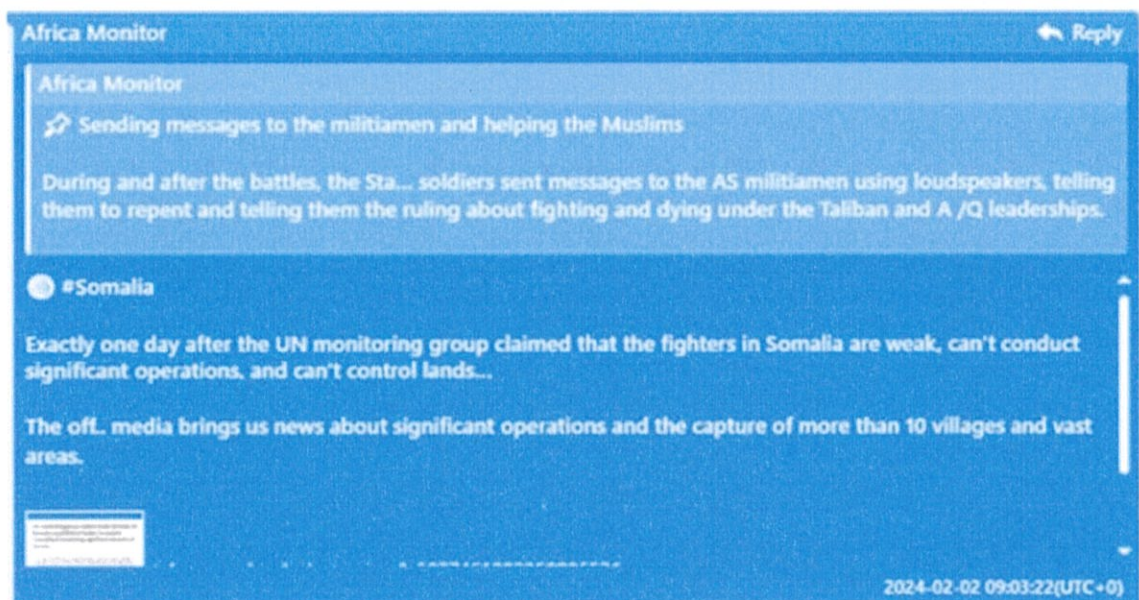 Africa Monitor
Reply
Africa Monitor
Sending messages to the militiamen and helping the Muslims
During and after the battles, the Sta... soldiers sent messages to the AS militiamen using loudspeakers, telling
them to repent and telling them the ruling about fighting and dying under the Taliban and A /Q leaderships.
#Somalia
Exactly one day after the UN monitoring group claimed that the fighters in Somalia are weak, can't conduct
significant operations, and can't control lands...
The off.. media brings us news about significant operations and the capture of more than 10 villages and vast
areas.
2024-02-02 09:03:22(UTC+0)